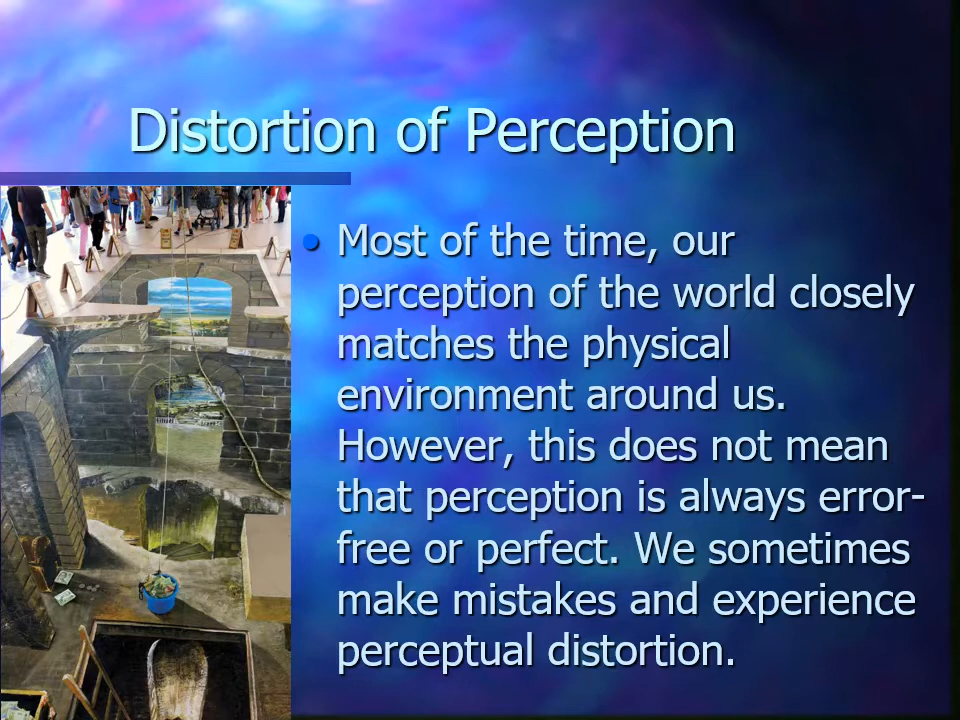 Distortion of Perception
• Most of the time, our
perception of the world closely
matches the physical
environment around us.
However, this does not mean
that perception is always error-
free or perfect. We sometimes
make mistakes and experience
perceptual distortion.